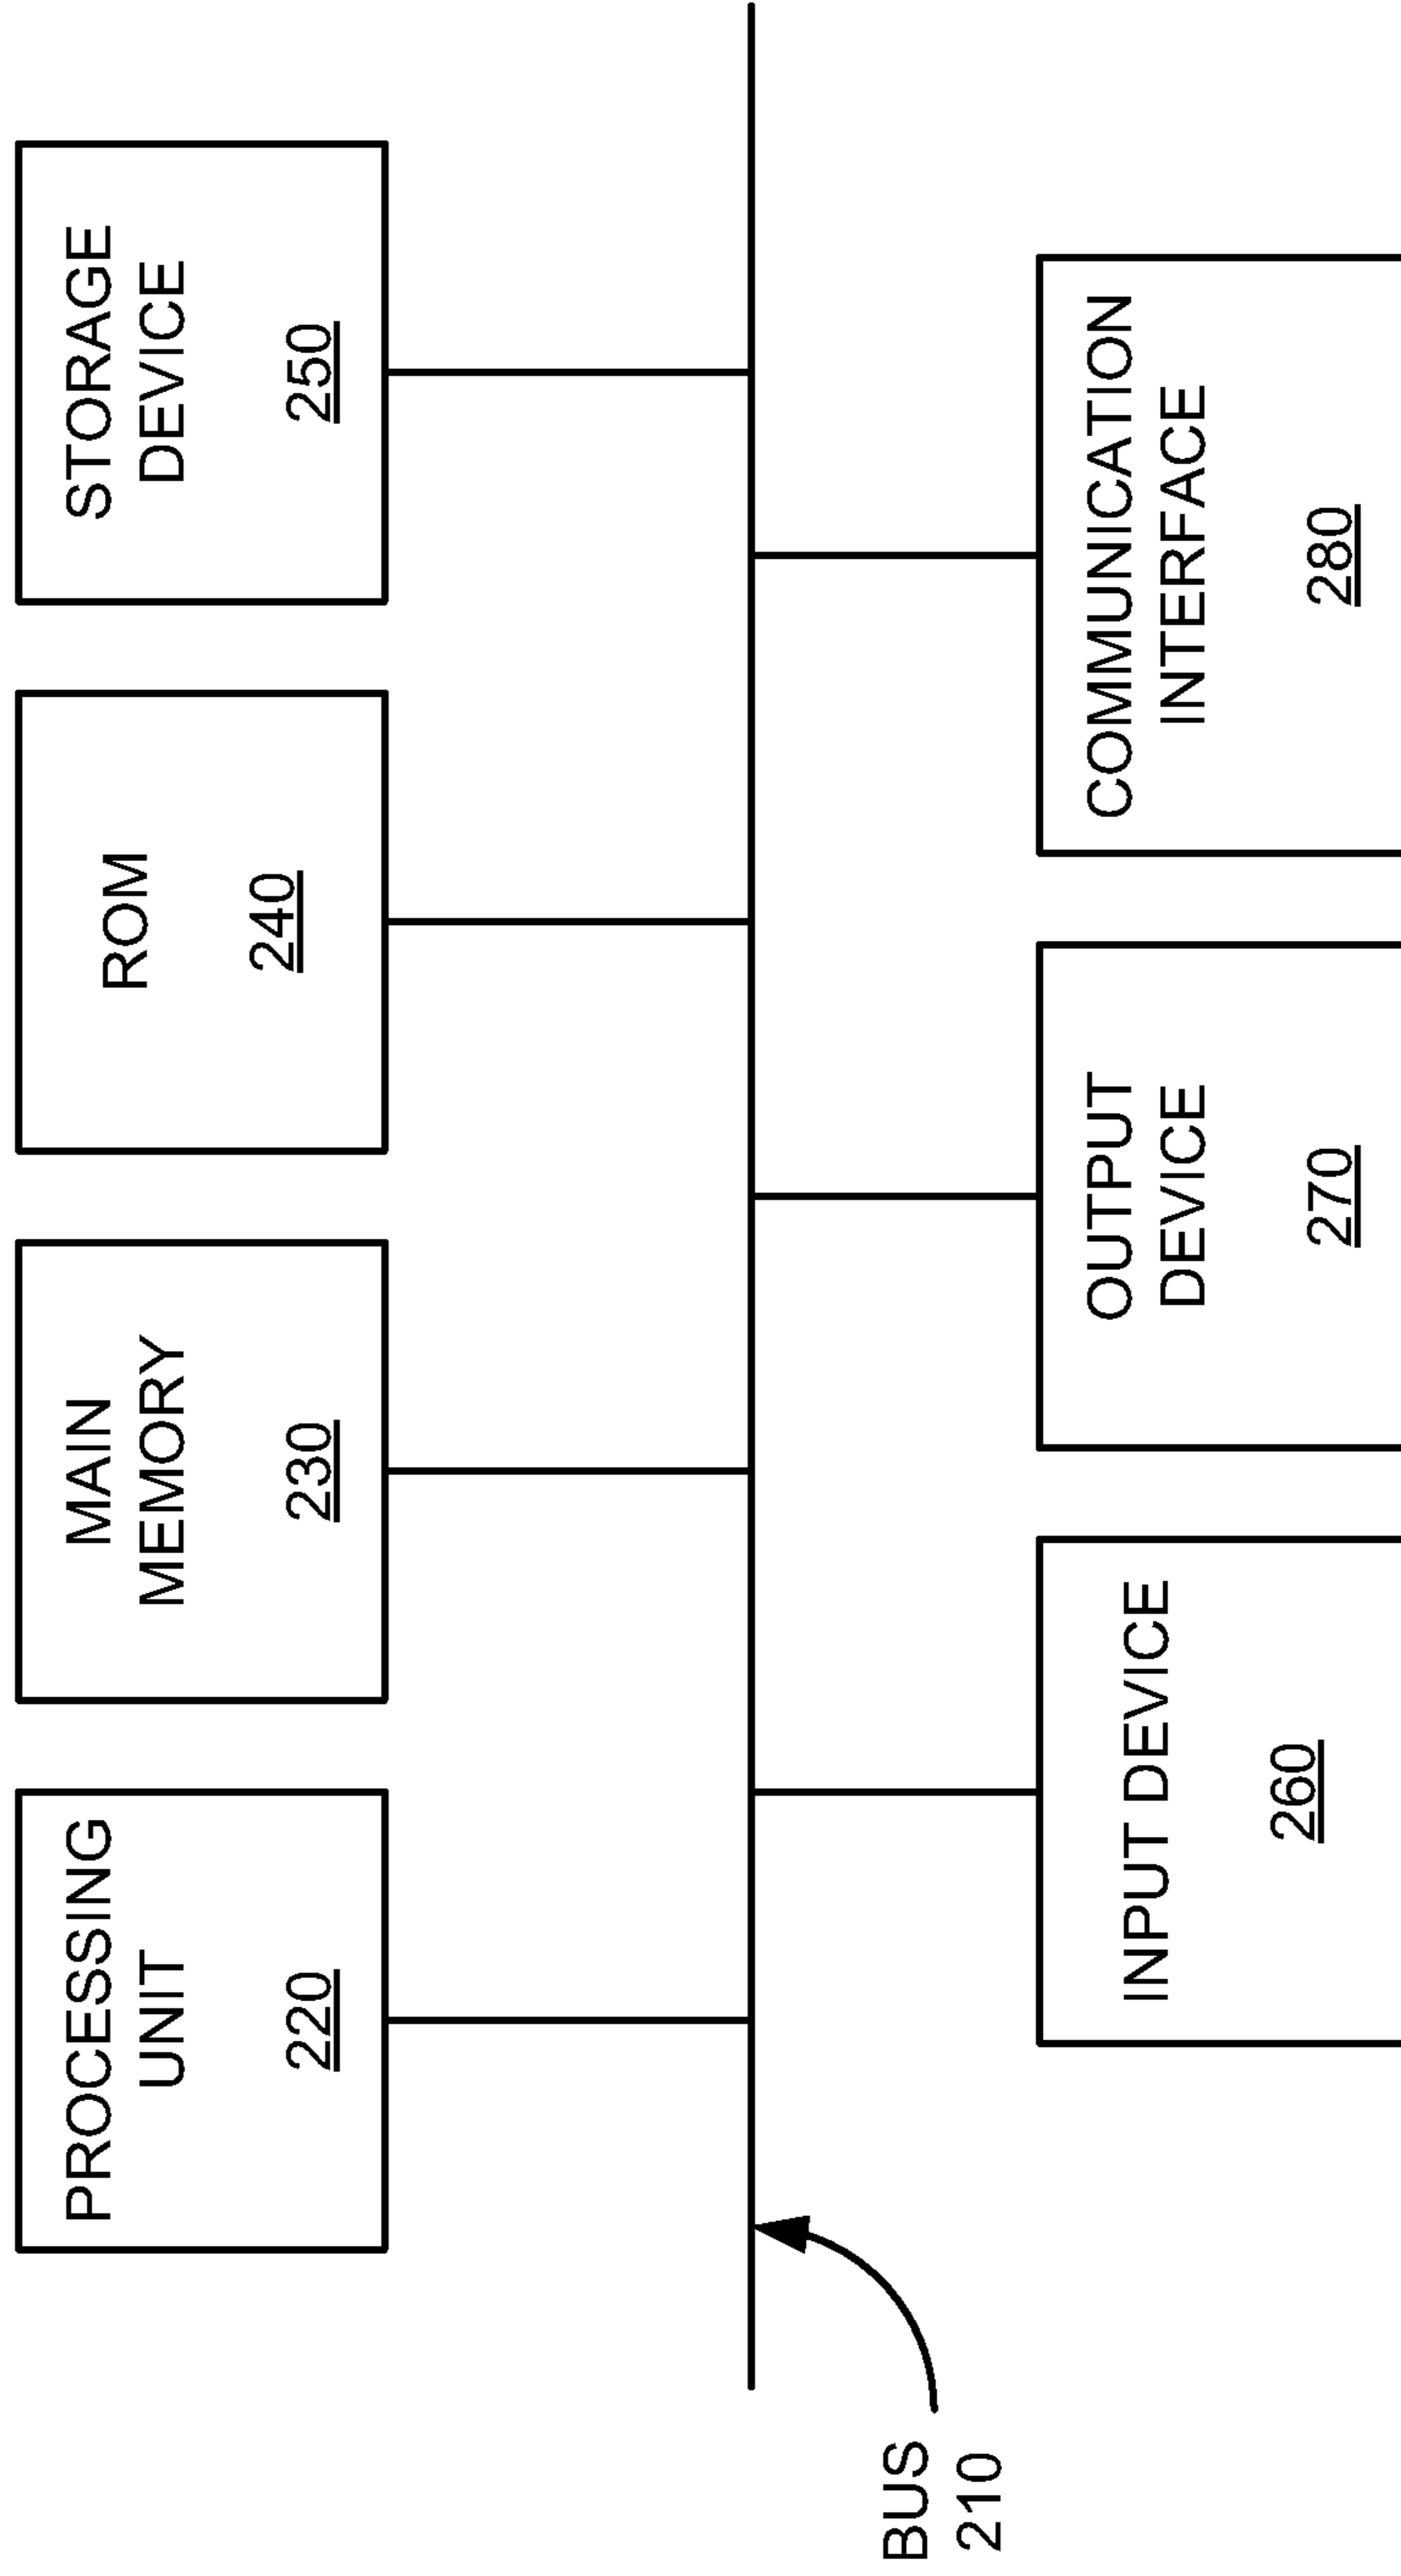 PROCESSING
UNIT
220
MAIN
MEMORY
230
ROM
240
STORAGE
DEVICE
250
BUS
210
INPUT DEVICE
260
OUTPUT
DEVICE
270
COMMUNICATION
INTERFACE
280